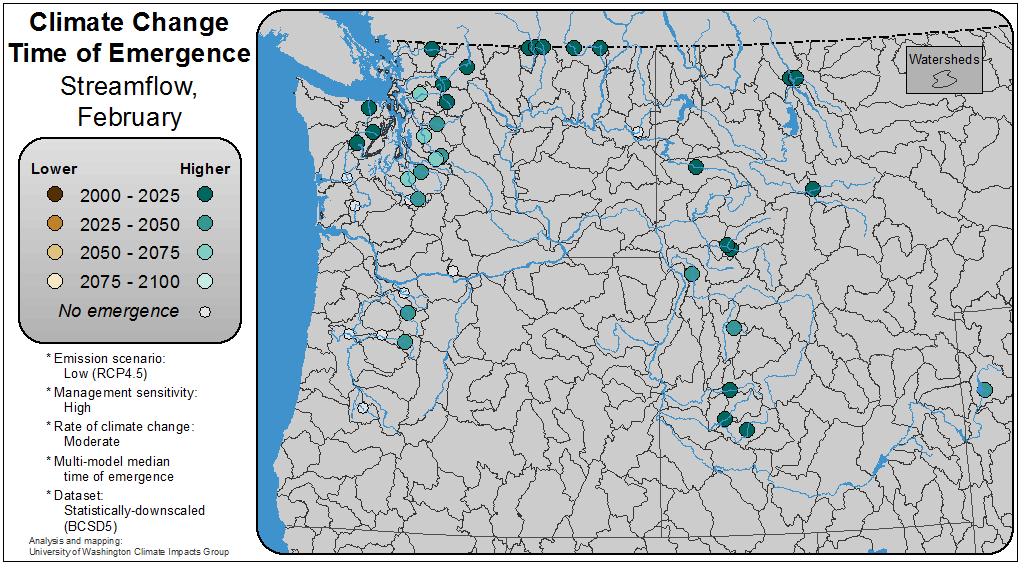 Climate Change
Time of Emergence
Streamflow,
February
Lower Higher
2000 - 2025
2025 - 2050
2050 - 2075
2075 - 2100
No emergence
* Emission scenario:
Low (RCP4.5)
* Management sensitivity:
High
* Rate of climate change:
Moderate
* Multi-model median
time of emergence
* Dataset:
Statistically-downscaled
(BCSD5)
Analysis and mapping:
University of Washington Climate Impacts Group
Watersheds